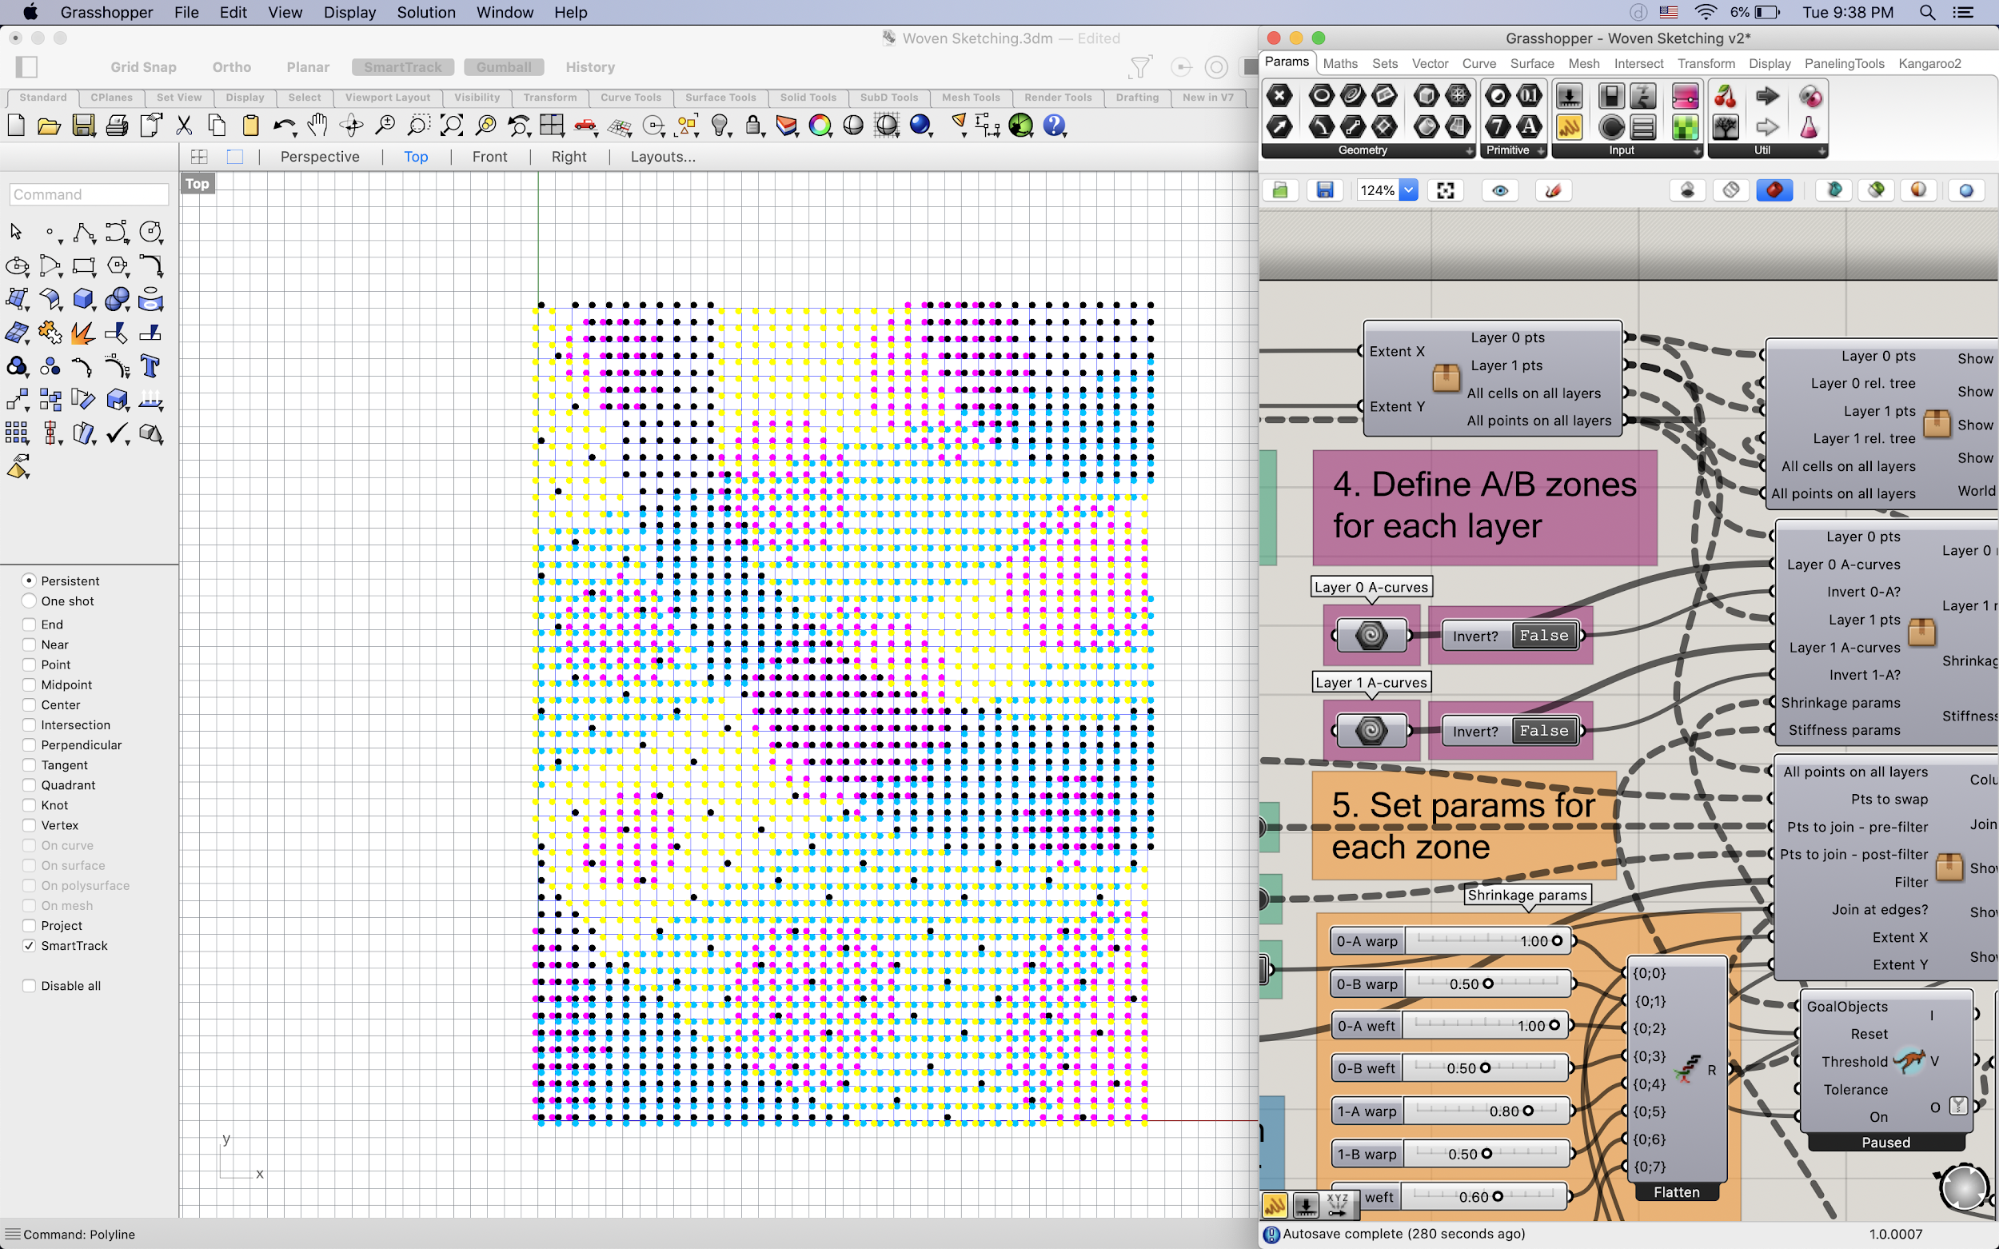 Grasshopper File Edit View Display Solution Window Help
6% Tue 9:38 PM
Woven Sketching.3dm — Edited
Grid Snap Ortho Planar SmartTrack Gumball History
Standard CPlanes Set View Display Select Viewport Layout Visibility Transform Curve Tools Surface Tools Solid Tools SubD Tools Mesh Tools Render Tools Drafting New in V7
Perspective Top Front Right Layouts...
Top
Command
Persistent
One shot
End
Near
Point
Midpoint
Center
Intersection
Perpendicular
Tangent
Quadrant
Knot
Vertex
On curve
On surface
On polysurface
On mesh
Project
SmartTrack
Disable all
y
x
Command: Polyline
Grasshopper - Woven Sketching v2*
Params Maths Sets Vector Curve Surface Mesh Intersect Transform Display PanelingTools Kangaroo2
Geometry Primitive Input Util
124%
Extent X
Extent Y
Layer 0 pts
Layer 1 pts
All cells on all layers
All points on all layers
Layer 0 pts
Layer 0 rel. tree
Layer 1 pts
Layer 1 rel. tree
All cells on all layers
All points on all layers
Show
Show
Show
Show
World
4. Define A/B zones
for each layer
Layer 0 A-curves
Invert? False
Layer 1 A-curves
Invert? False
Layer 0 pts
Layer 0 A-curves
Invert 0-A?
Layer 1 pts
Layer 1 A-curves
Invert 1-A?
Shrinkage params
Stiffness params
Layer 0
Layer 1
Shrinkag
Stiffness
5. Set params for
each zone
All points on all layers
Pts to swap
Pts to join - pre-filter
Pts to join - post-filter
Filter
Join at edges?
Extent X
Extent Y
Colu
Join
Sho
Sho
Sho
Shrinkage params
0-A warp 1.00
0-B warp 0.50
0-A weft 1.00
0-B weft 0.50
1-A warp 0.80
1-B warp 0.50
weft 0.60
{0;0}
{0;1}
{0;2}
{0;3}
{0;4}
{0;5}
{0;6}
{0;7}
R
Flatten
GoalObjects
Reset
Threshold
Tolerance
On
I
V
O
Paused
XYZ
Autosave complete (280 seconds ago)
1.0.0007